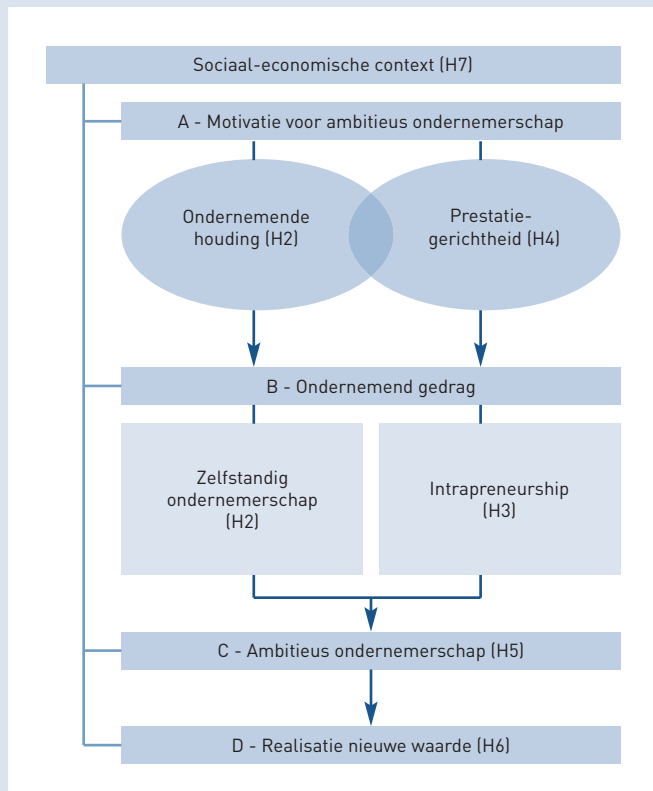 Sociaal-economische context (H7)
A - Motivatie voor ambitieus ondernemerschap
Ondernemende
houding (H2)
Prestatie-
gerichtheid (H4)
B - Ondernemend gedrag
Zelfstandig
ondernemerschap
(H2)
Intrapreneurship
(H3)
C - Ambitieus ondernemerschap (H5)
D - Realisatie nieuwe waarde (H6)